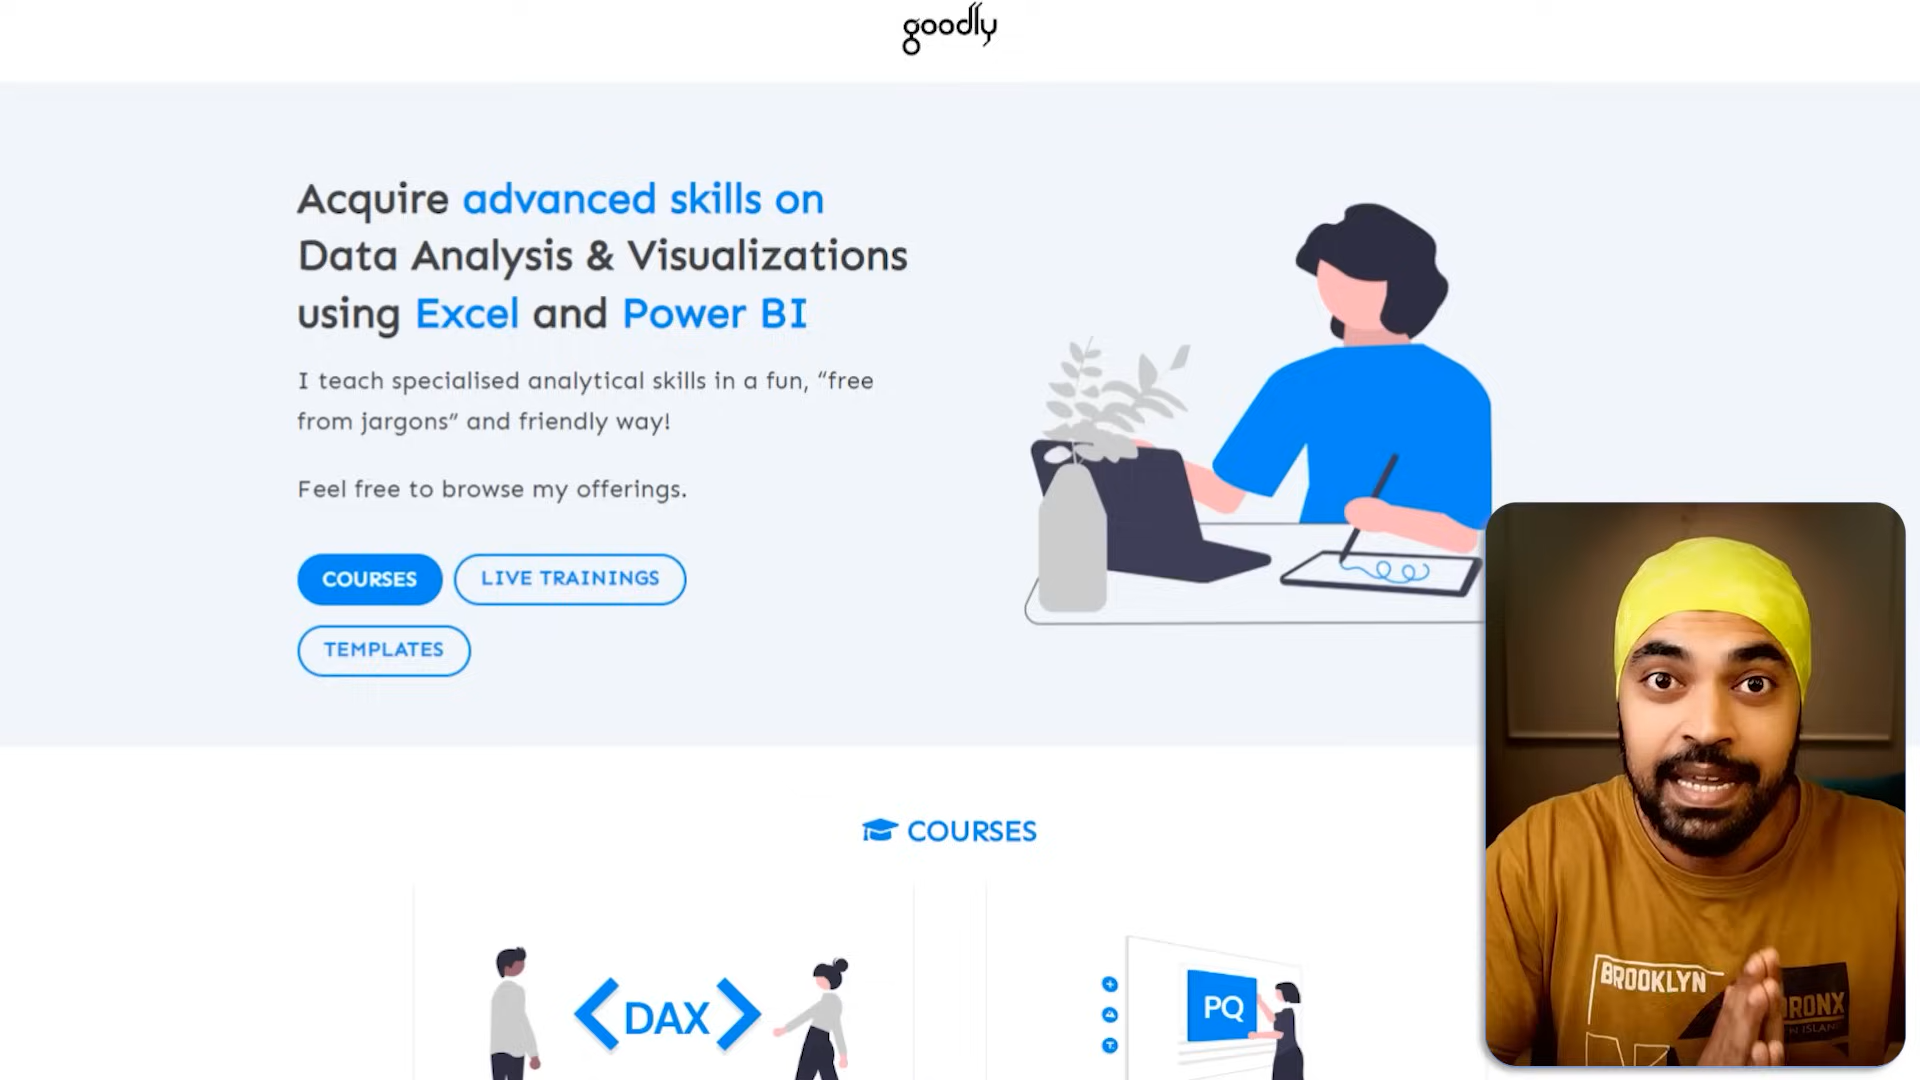 goodly
Acquire advanced skills on
Data Analysis & Visualizations
using Excel and Power BI
I teach specialised analytical skills in a fun, “free
from jargons” and friendly way!
Feel free to browse my offerings.
COURSES
LIVE TRAININGS
TEMPLATES
COURSES
DAX
PQ
BROOKLYN
BRONX